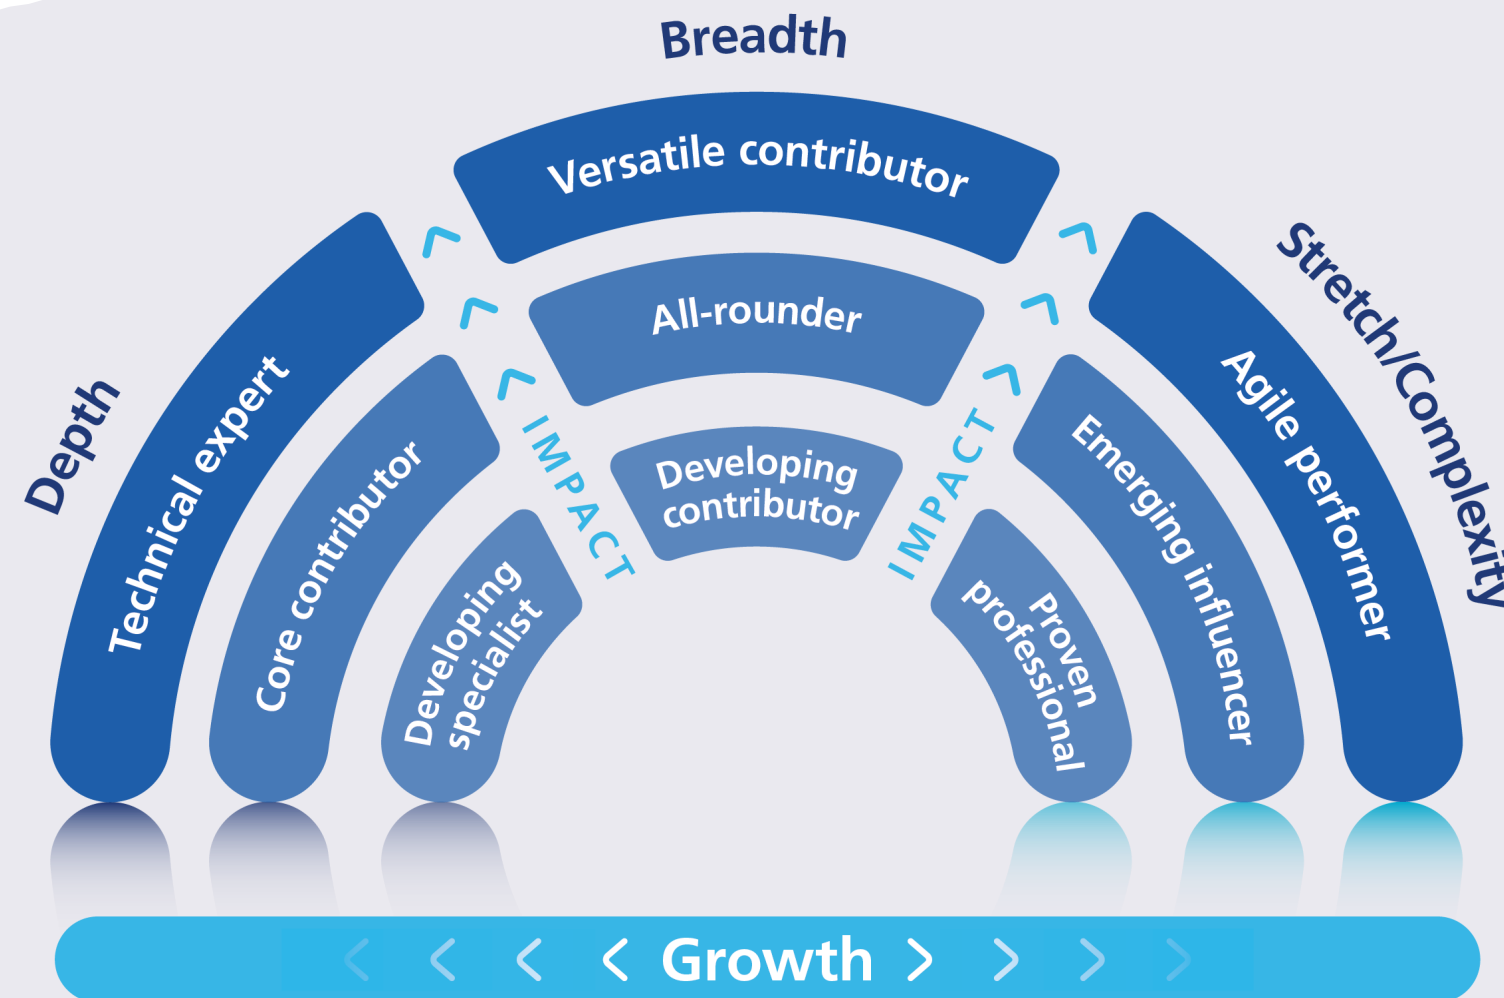 Breadth
Versatile contributor
All-rounder
Developing
contributor
Depth
Technical expert
Core contributor
Developing
specialist
IMPACT
IMPACT
Stretch/Complexity
Agile performer
Emerging influencer
Proven
professional
Growth